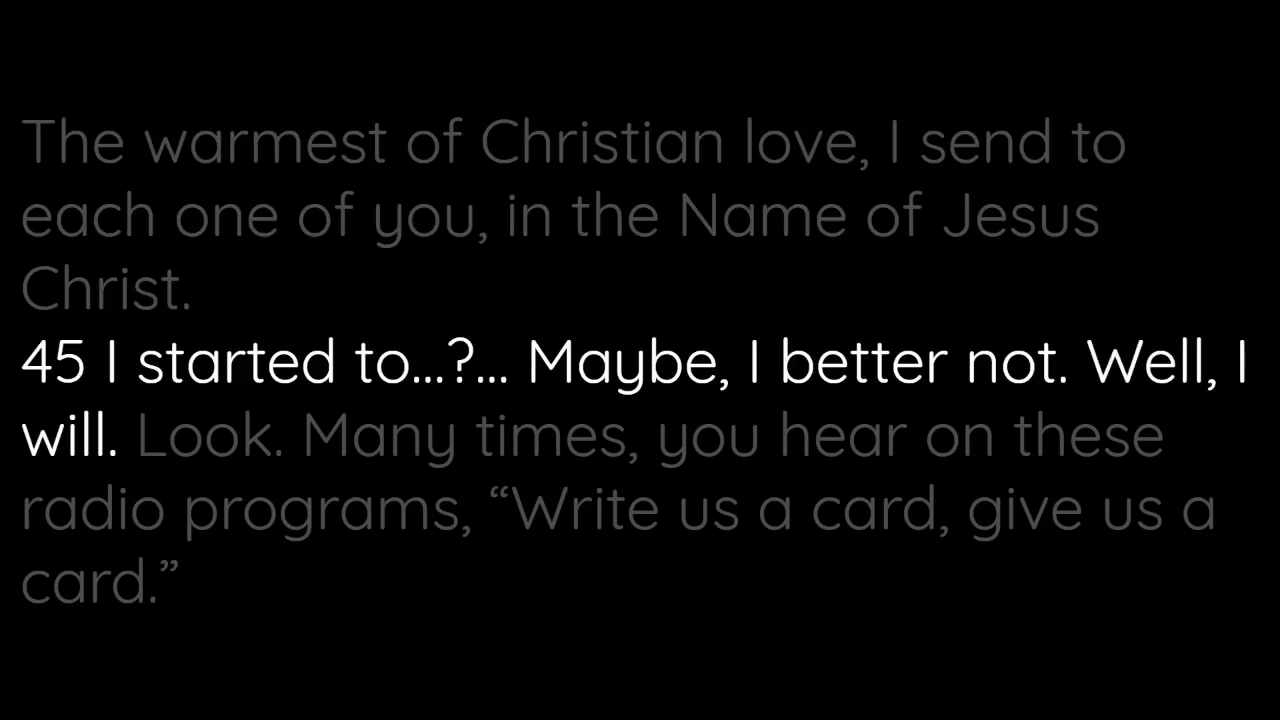 The warmest of Christian love, I send to
each one of you, in the Name of Jesus
Christ.
45 I started to...?... Maybe, I better not. Well, I
will. Look. Many times, you hear on these
radio programs, “Write us a card, give us a
card.”